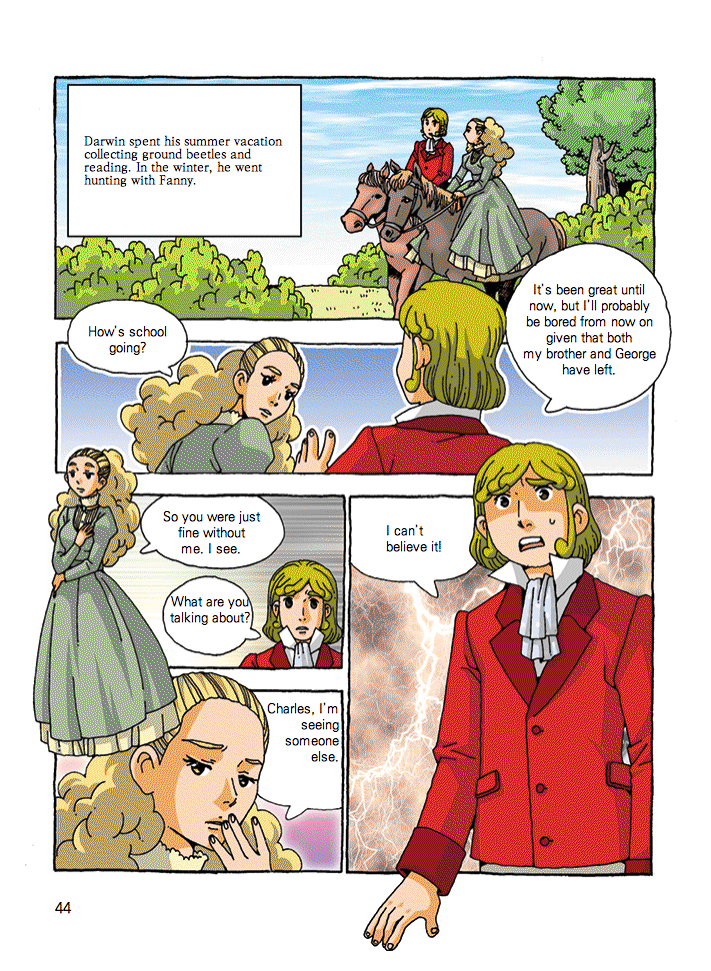 Darwin spent his summer vacation
collecting ground beetles and
reading. In the winter, he went
hunting with Fanny.
How's school
going?
It's been great until
now, but I'll probably
be bored from now on
given that both
my brother and George
have left.
So you were just
fine without
me. I see.
What are you
talking about?
I can't
believe it!
Charles, I'm
seeing
someone
else.
44